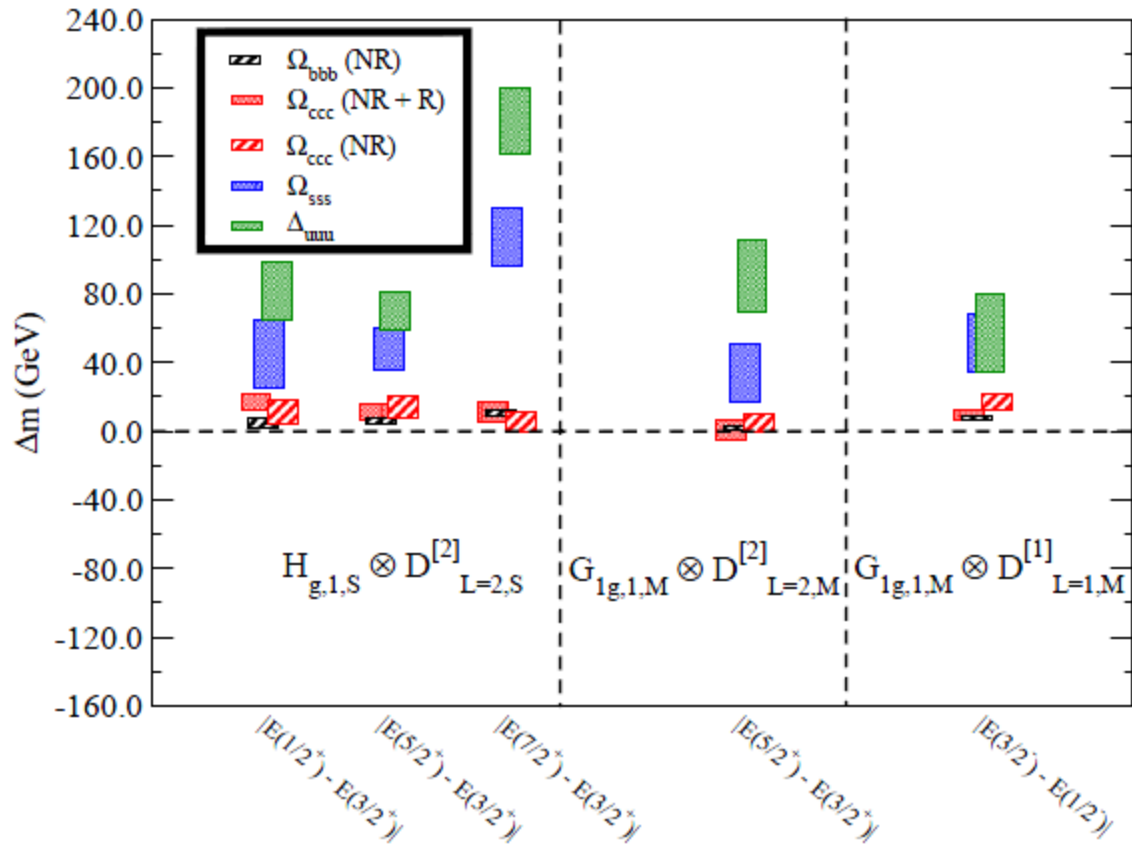 240.0
200.0
160.0
120.0
80.0
40.0
0.0
-40.0
-80.0
-120.0
-160.0
Δm (GeV)
Ω_bbb (NR)
Ω_ccc (NR + R)
Ω_ccc (NR)
Ω_sss
Δ_uuu
H_g,1,S ⊗ D^[2]_L=2,S
G_1g,1,M ⊗ D^[2]_L=2,M
G_1g,1,M ⊗ D^[1]_L=1,M
|E(1/2⁺) - E(3/2⁺)|
|E(5/2⁺) - E(3/2⁺)|
|E(7/2⁺) - E(3/2⁺)|
|E(5/2⁺) - E(3/2⁺)|
|E(3/2⁻) - E(1/2⁻)|